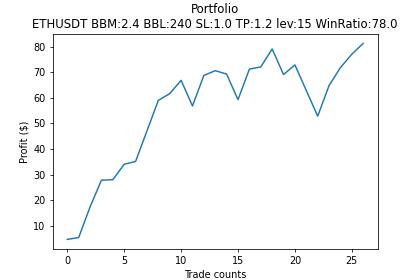 Portfolio
ETHUSDT BBM:2.4 BBL:240 SL:1.0 TP:1.2 lev:15 WinRatio:78.0
80
70
60
50
40
30
20
10
Profit ($)
0 5 10 15 20 25
Trade counts